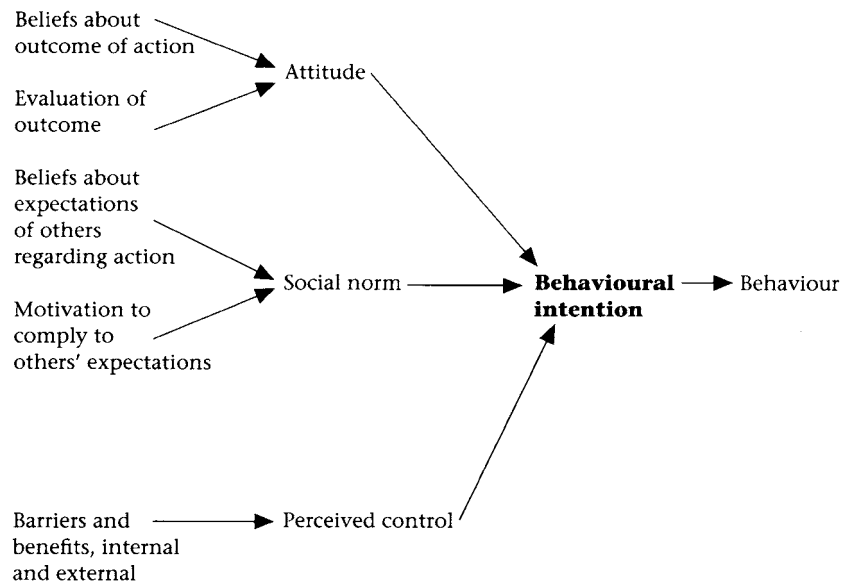 Beliefs about
outcome of action
Attitude
Evaluation of
outcome
Beliefs about
expectations
of others
regarding action
Social norm
Behavioural
intention
Behaviour
Motivation to
comply to
others' expectations
Barriers and
benefits, internal
and external
Perceived control